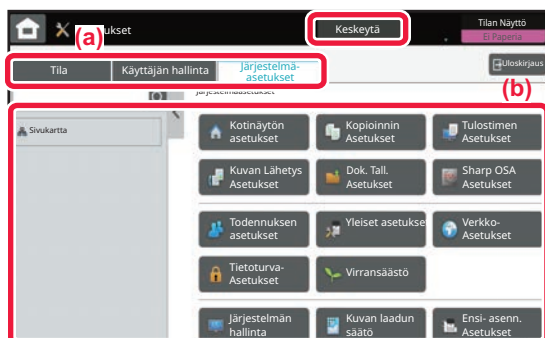 (a)
ukset
Keskeytä
Tilan Näyttö
Ei Paperia
Tila
Käyttäjän hallinta
Järjestelmä-
asetukset
Uloskirjaus
(b)
Järjestelmäasetukset
Sivukartta
Kotinäytön
asetukset
Kopioinnin
Asetukset
Tulostimen
Asetukset
Kuvan Lähetys
Asetukset
Dok. Tall.
Asetukset
Sharp OSA
Asetukset
Todennuksen
asetukset
Yleiset asetukse
Verkko-
Asetukset
Tietoturva-
Asetukset
Virransäästö
Järjestelmän
hallinta
Kuvan laadun
säätö
Ensi- asenn.
Asetukset